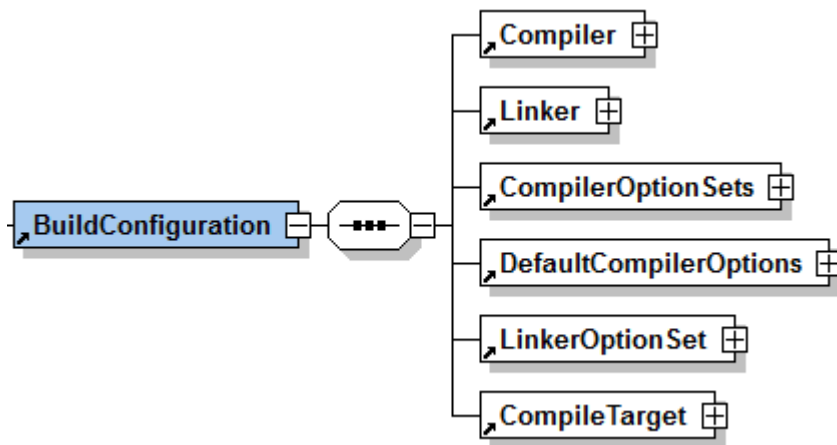 Compiler
Linker
CompilerOptionSets
BuildConfiguration
DefaultCompilerOptions
LinkerOptionSet
CompileTarget